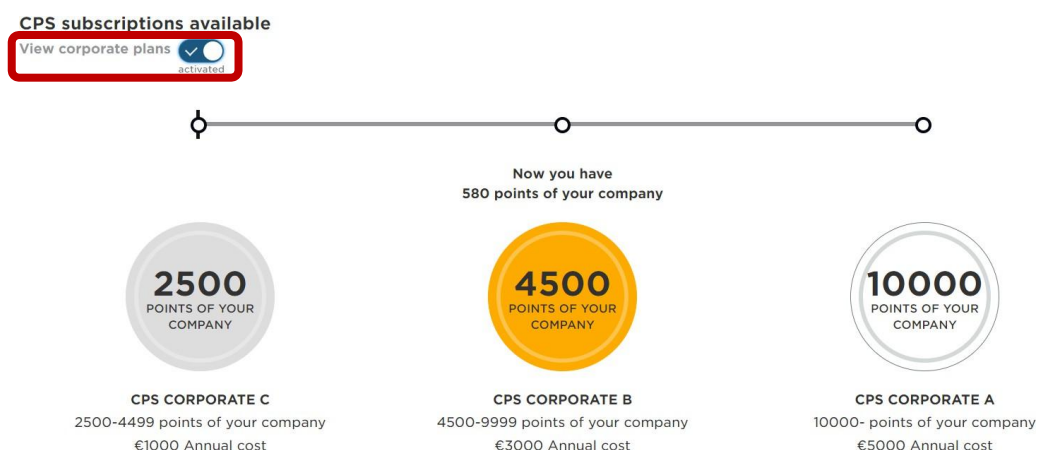 CPS subscriptions available
View corporate plans
activated
Now you have
580 points of your company
2500
POINTS OF YOUR
COMPANY
4500
POINTS OF YOUR
COMPANY
10000
POINTS OF YOUR
COMPANY
CPS CORPORATE C
2500-4499 points of your company
€1000 Annual cost
CPS CORPORATE B
4500-9999 points of your company
€3000 Annual cost
CPS CORPORATE A
10000- points of your company
€5000 Annual cost